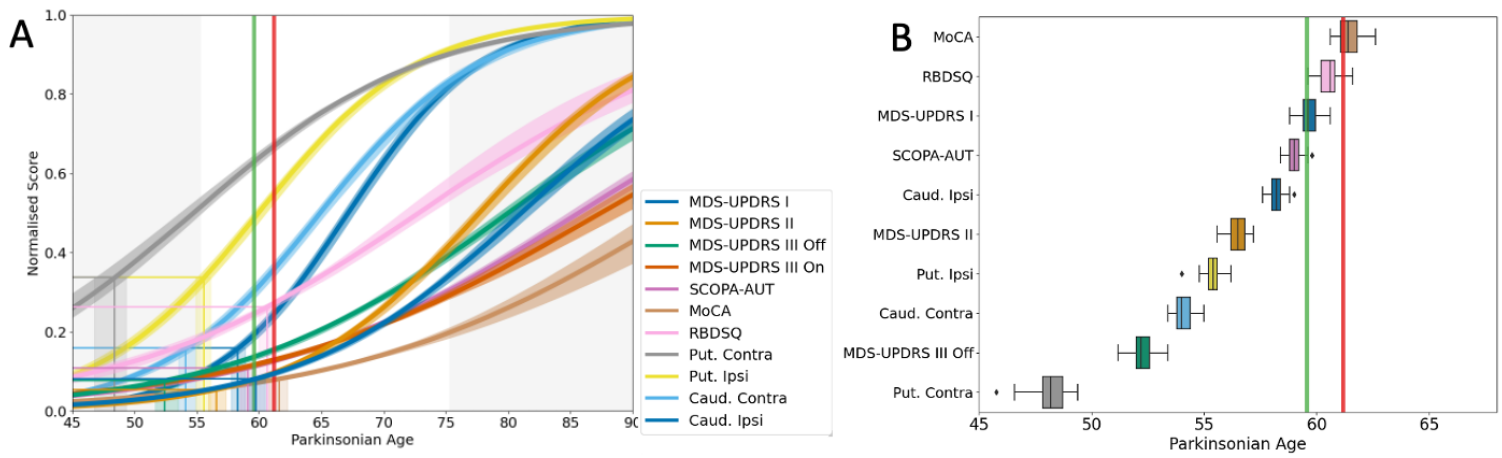 A
1.0
0.8
0.6
0.4
0.2
0.0
Normalised Score
45 50 55 60 65 70 75 80 85 90
Parkinsonian Age
MDS-UPDRS I
MDS-UPDRS II
MDS-UPDRS III Off
MDS-UPDRS III On
SCOPA-AUT
MoCA
RBDSQ
Put. Contra
Put. Ipsi
Caud. Contra
Caud. Ipsi
B
MoCA
RBDSQ
MDS-UPDRS I
SCOPA-AUT
Caud. Ipsi
MDS-UPDRS II
Put. Ipsi
Caud. Contra
MDS-UPDRS III Off
Put. Contra
45 50 55 60 65
Parkinsonian Age